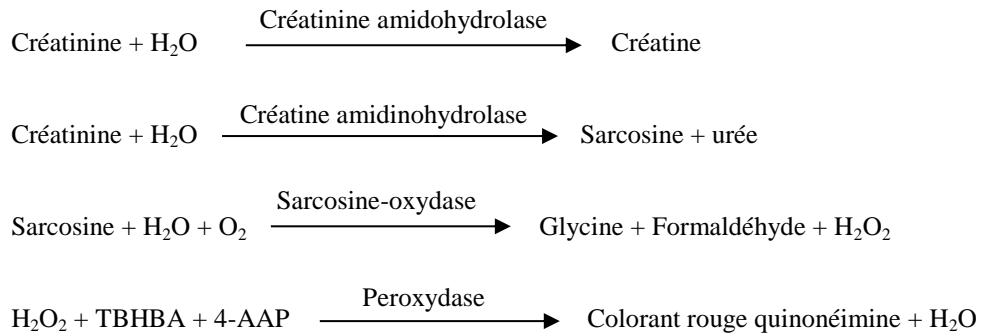 Créatinine + H₂O Créatinine amidohydrolase Créatine
Créatinine + H₂O Créatine amidinohydrolase Sarcosine + urée
Sarcosine + H₂O + O₂ Sarcosine-oxydase Glycine + Formaldéhyde + H₂O₂
H₂O₂ + TBHBA + 4-AAP Peroxydase Colorant rouge quinonéimine + H₂O